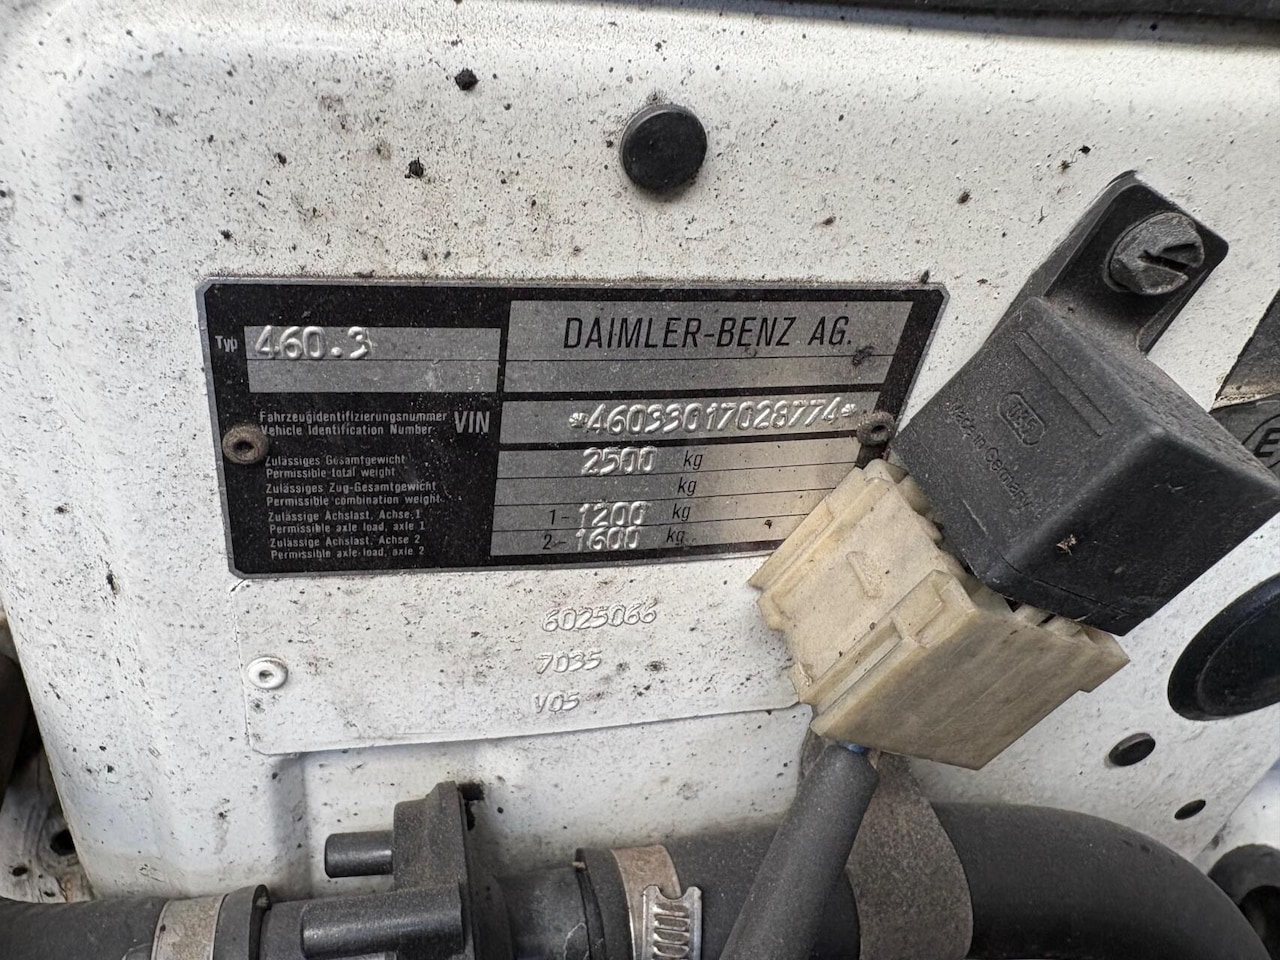 DAIMLER-BENZ AG.
Typ 460.3
Fahrzeugidentifizierungsnummer
Vehicle Identification Number: VIN *46033017028774*
Zulässiges Gesamtgewicht
Permissible total weight 2500 kg
Zulässiges Zug-Gesamtgewicht
Permissible combination weight kg
Zulässige Achslast, Achse 1
Permissible axle load, axle 1 1-1200 kg
Zulässige Achslast, Achse 2
Permissible axle load, axle 2 2-1600 kg
6025066
7035
V05
Made in Germany